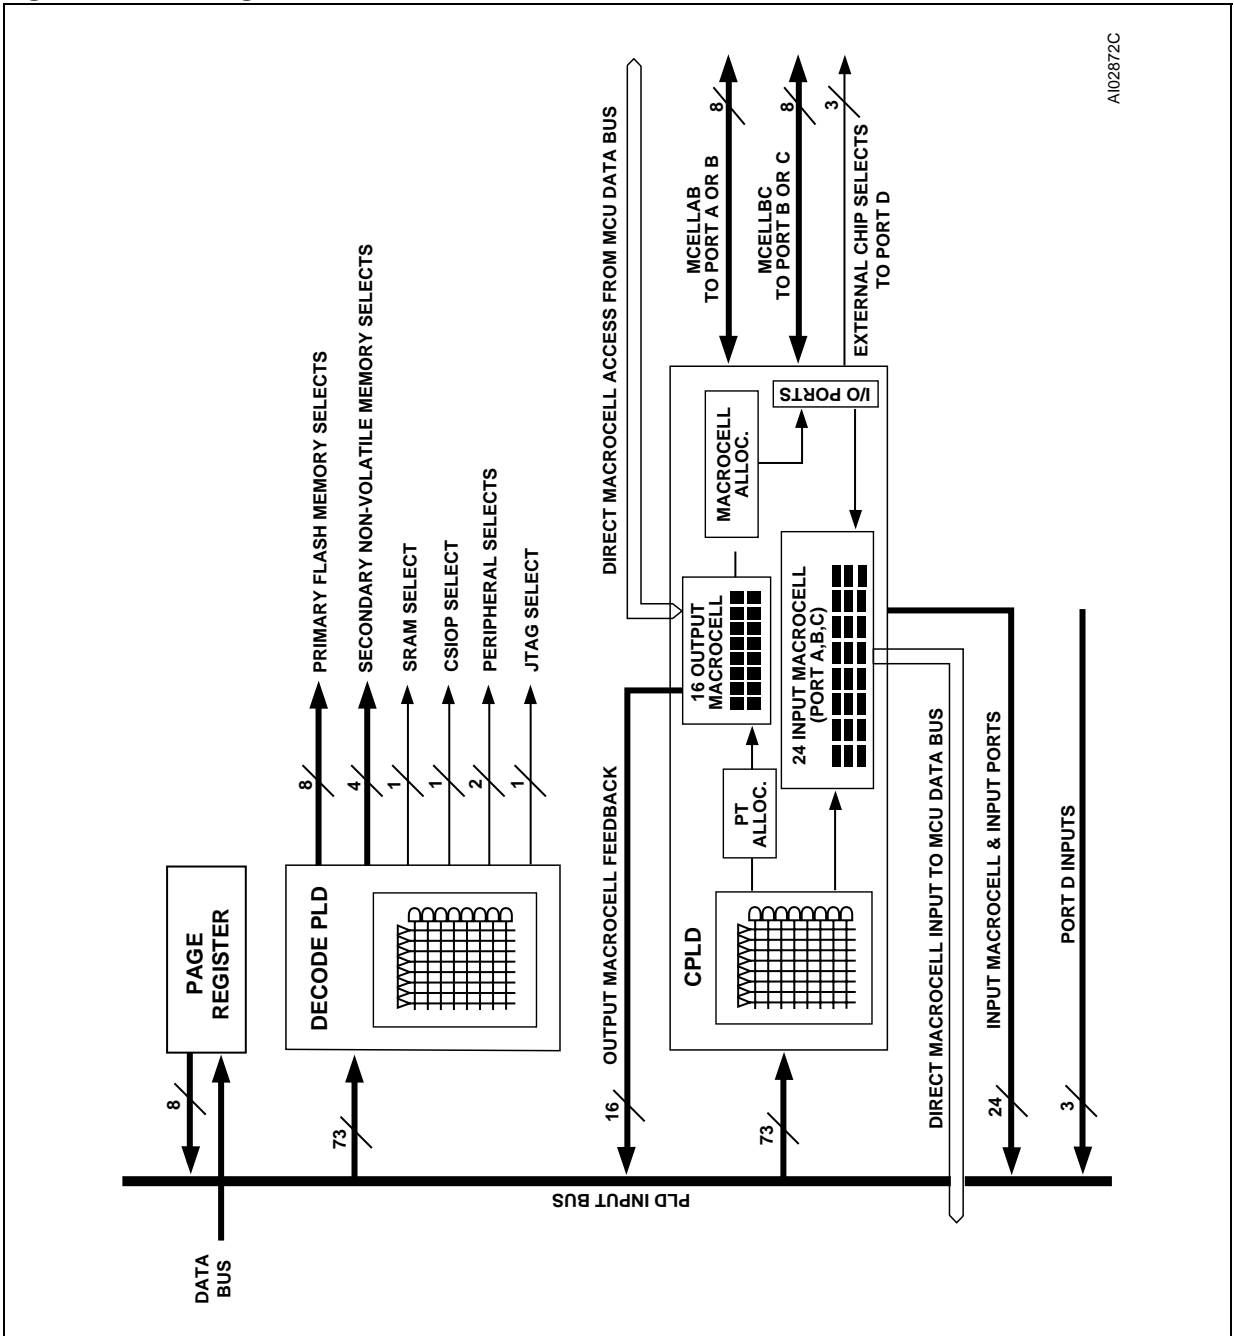 AI02872C
DATA
BUS
8
PAGE
REGISTER
73
DECODE PLD
8
PRIMARY FLASH MEMORY SELECTS
4
SECONDARY NON-VOLATILE MEMORY SELECTS
1
SRAM SELECT
1
CSIOP SELECT
2
PERIPHERAL SELECTS
1
JTAG SELECT
PLD INPUT BUS
16
OUTPUT MACROCELL FEEDBACK
DIRECT MACROCELL ACCESS FROM MCU DATA BUS
73
CPLD
PT
ALLOC.
16 OUTPUT
MACROCELL
MACROCELL
ALLOC.
I/O PORTS
24 INPUT MACROCELL
(PORT A,B,C)
MCELLAB
TO PORT A OR B
8
MCELLBC
TO PORT B OR C
8
EXTERNAL CHIP SELECTS
TO PORT D
3
DIRECT MACROCELL INPUT TO MCU DATA BUS
24
INPUT MACROCELL & INPUT PORTS
3
PORT D INPUTS